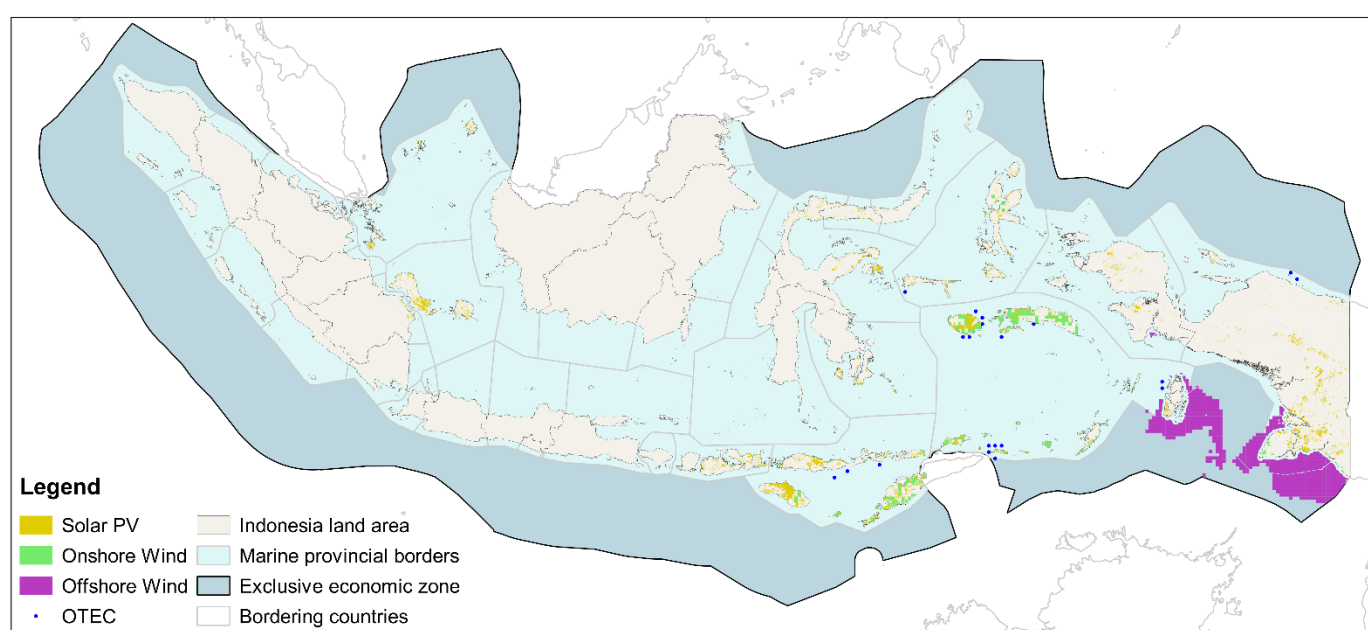 Legend
Solar PV
Indonesia land area
Onshore Wind
Marine provincial borders
Offshore Wind
Exclusive economic zone
OTEC
Bordering countries